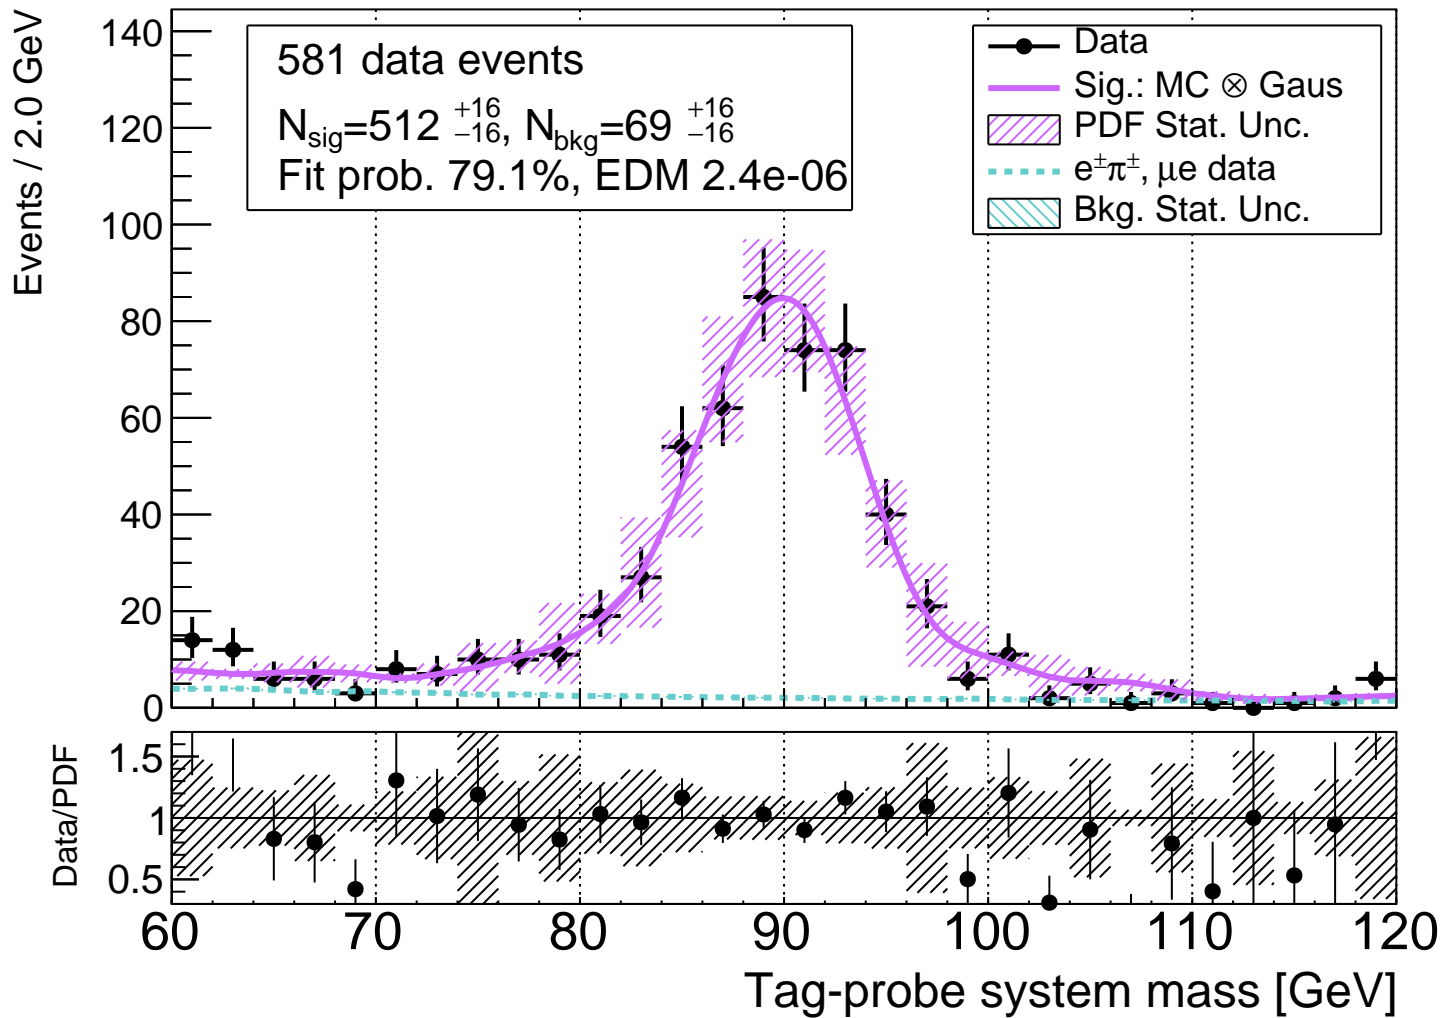 Events / 2.0 GeV
140
120
100
80
60
40
20
0
581 data events
N_sig=512 +16 −16, N_bkg=69 +16 −16
Fit prob. 79.1%, EDM 2.4e-06
Data
Sig.: MC ⊗ Gaus
PDF Stat. Unc.
e±π±, μe data
Bkg. Stat. Unc.
Data/PDF
1.5
1
0.5
60 70 80 90 100 110 120
Tag-probe system mass [GeV]